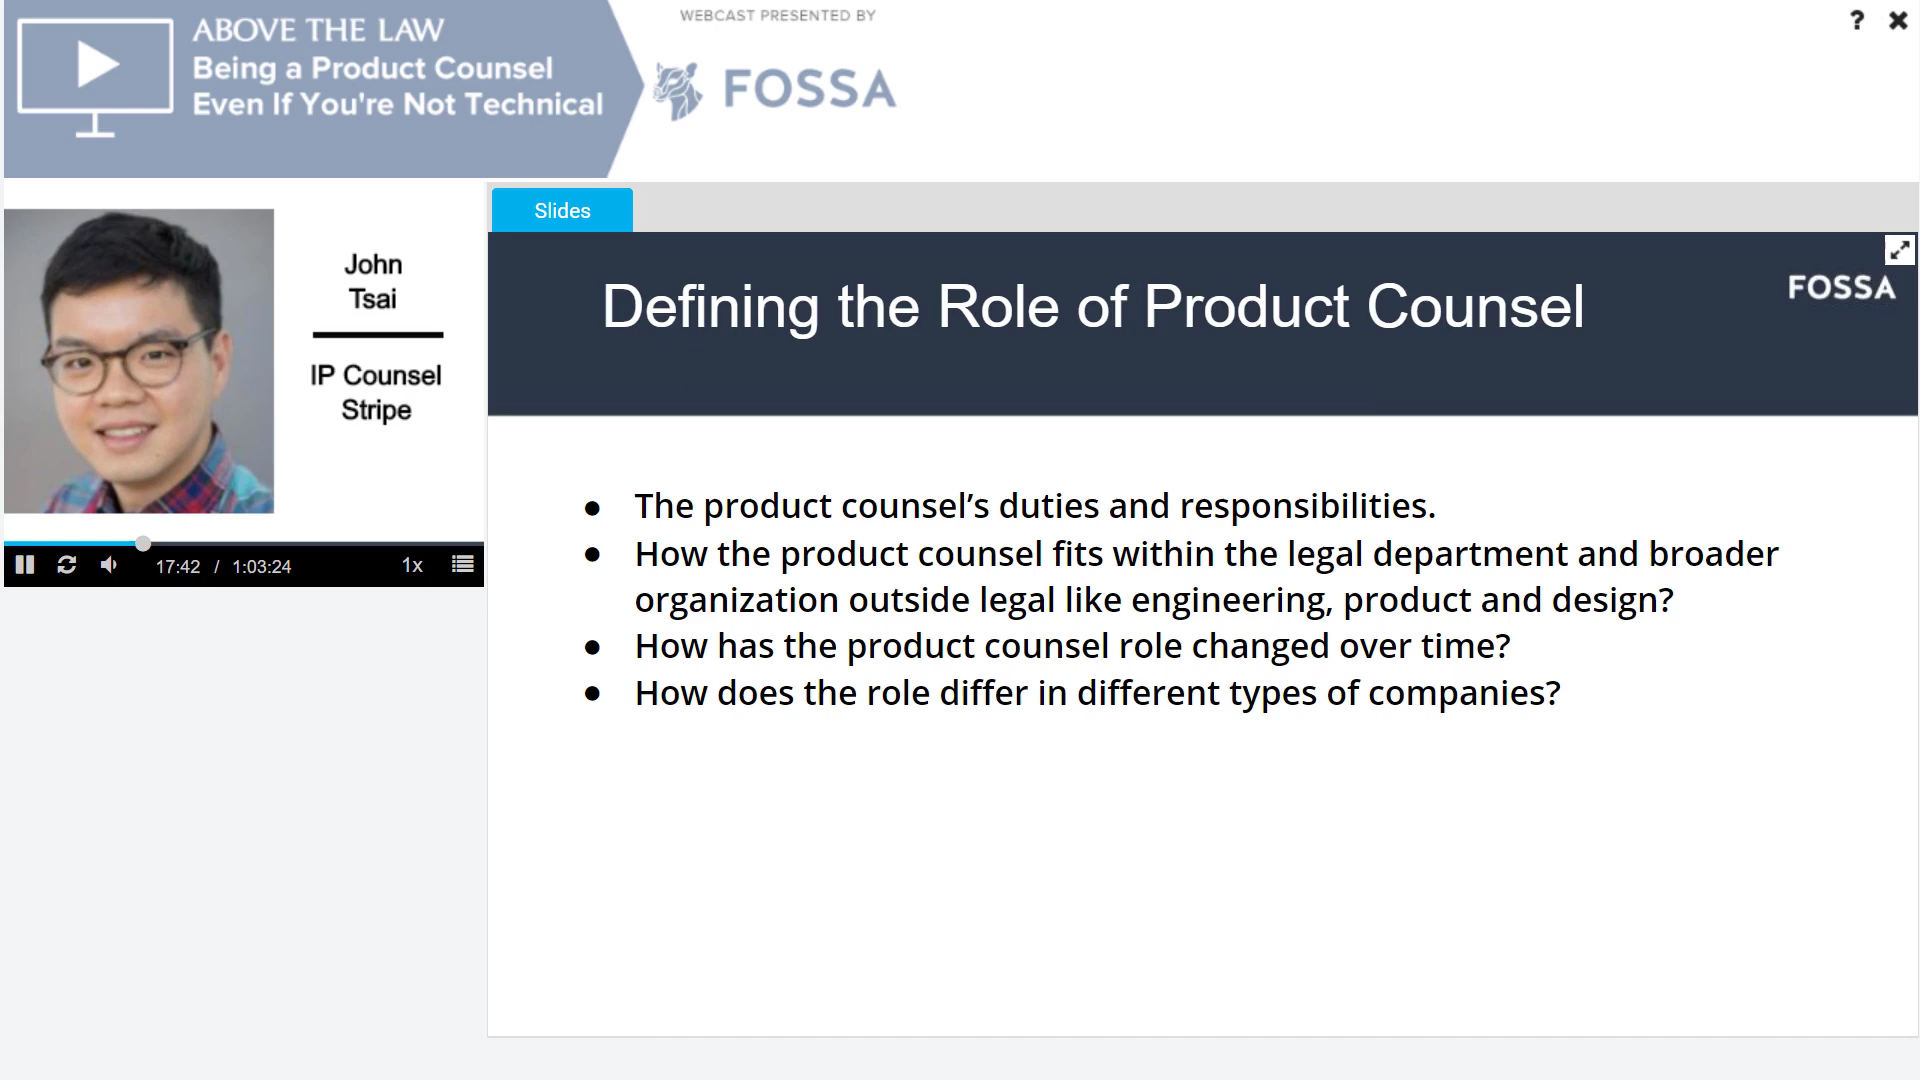 ABOVE THE LAW
Being a Product Counsel
Even If You're Not Technical
WEBCAST PRESENTED BY
FOSSA
?
John
Tsai
IP Counsel
Stripe
17:42 / 1:03:24
1x
Slides
Defining the Role of Product Counsel
FOSSA
● The product counsel’s duties and responsibilities.
● How the product counsel fits within the legal department and broader
organization outside legal like engineering, product and design?
● How has the product counsel role changed over time?
● How does the role differ in different types of companies?